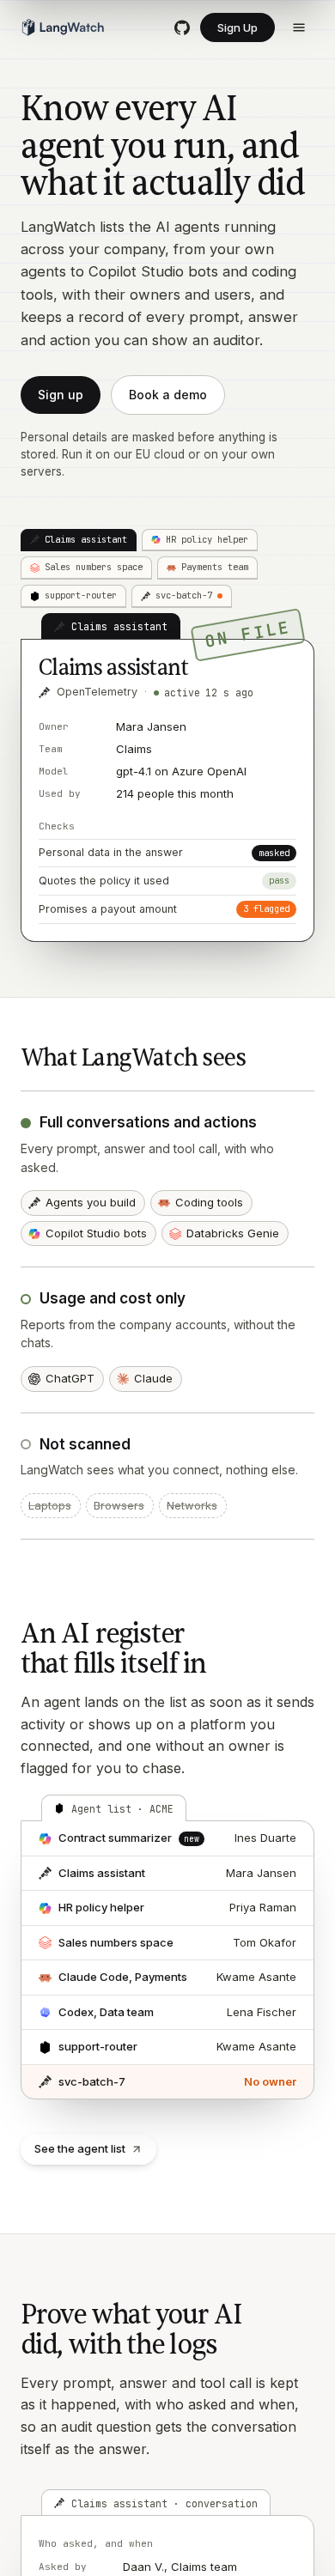 LangWatch
Sign Up
Know every AI
agent you run, and
what it actually did
LangWatch lists the AI agents running
across your company, from your own
agents to Copilot Studio bots and coding
tools, with their owners and users, and
keeps a record of every prompt, answer
and action you can show an auditor.
Sign up
Book a demo
Personal details are masked before anything is
stored. Run it on our EU cloud or on your own
servers.
Claims assistant
HR policy helper
Sales numbers space
Payments team
support-router
svc-batch-7
Claims assistant
ON FILE
Claims assistant
OpenTelemetry · active 12 s ago
Owner Mara Jansen
Team Claims
Model gpt-4.1 on Azure OpenAI
Used by 214 people this month
Checks
Personal data in the answer masked
Quotes the policy it used pass
Promises a payout amount 3 flagged
What LangWatch sees
Full conversations and actions
Every prompt, answer and tool call, with who
asked.
Agents you build
Coding tools
Copilot Studio bots
Databricks Genie
Usage and cost only
Reports from the company accounts, without the
chats.
ChatGPT
Claude
Not scanned
LangWatch sees what you connect, nothing else.
Laptops
Browsers
Networks
An AI register
that fills itself in
An agent lands on the list as soon as it sends
activity or shows up on a platform you
connected, and one without an owner is
flagged for you to chase.
Agent list · ACME
Contract summarizer new Ines Duarte
Claims assistant Mara Jansen
HR policy helper Priya Raman
Sales numbers space Tom Okafor
Claude Code, Payments Kwame Asante
Codex, Data team Lena Fischer
support-router Kwame Asante
svc-batch-7 No owner
See the agent list
Prove what your AI
did, with the logs
Every prompt, answer and tool call is kept
as it happened, with who asked and when,
so an audit question gets the conversation
itself as the answer.
Claims assistant · conversation
Who asked, and when
Asked by Daan V., Claims team